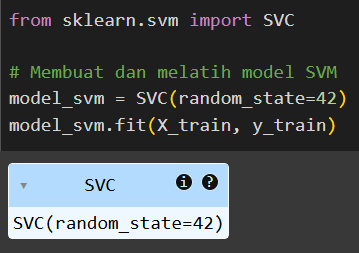 from sklearn.svm import SVC
# Membuat dan melatih model SVM
model_svm = SVC(random_state=42)
model_svm.fit(X_train, y_train)
▾ SVC i ?
SVC(random_state=42)